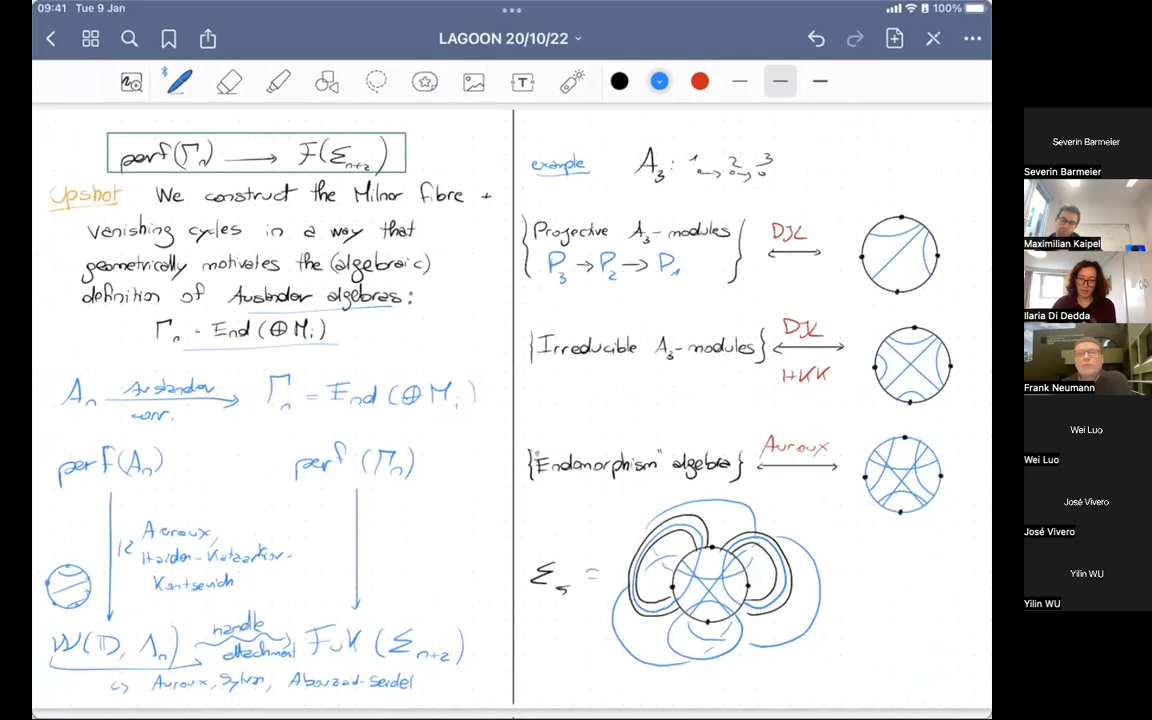 09:41 Tue 9 Jan
100%
LAGOON 20/10/22
perf(Γₙ) ⟶ F(Σₙ₊₂)
Upshot We construct the Milnor fibre +
vanishing cycles in a way that
geometrically motivates the (algebraic)
definition of Auslander algebras:
Γₙ = End(⊕Mᵢ)
Aₙ Auslander corr. ⟶ Γₙ = End(⊕Mᵢ)
perf(Aₙ) perf(Γₙ)
Auroux,
Haiden-Katzarkov-
Kontsevich
W(𝔻, Λₙ) handle attachment Fuk(Σₙ₊₂)
Auroux, Sylvan, Abouzaid-Seidel
example A₃: 1 2 3
{Projective A₃-modules
P₃ → P₂ → P₁}
{Irreducible A₃-modules}
HKK
{"Endomorphism" algebra} Auroux
Σ₅ =
Severin Barmeier
Severin Barmeier
Maximilian Kaipel
Ilaria Di Dedda
Frank Neumann
Wei Luo
Wei Luo
José Vivero
José Vivero
Yilin WU
Yilin WU